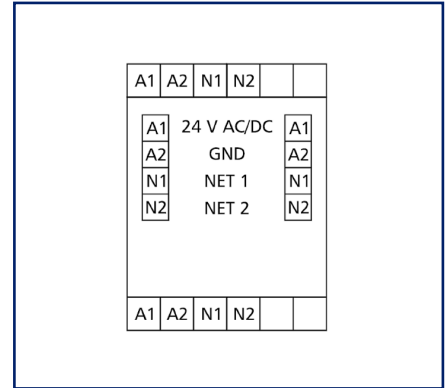 A1 A2 N1 N2
A1 24 V AC/DC A1
A2 GND A2
N1 NET 1 N1
N2 NET 2 N2
A1 A2 N1 N2